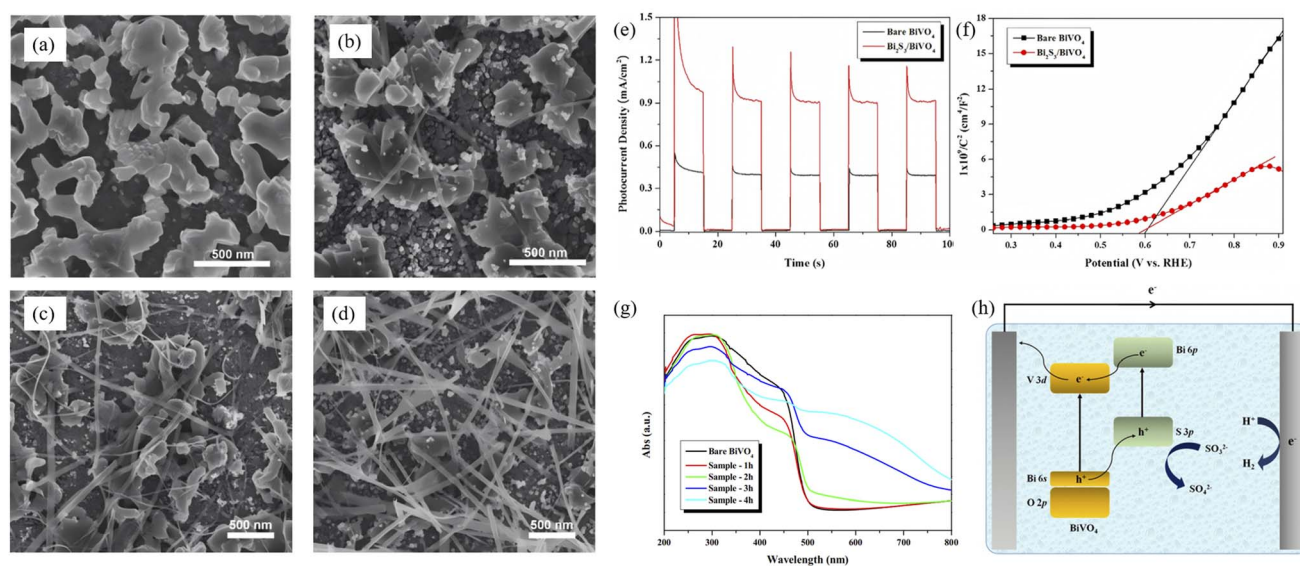 (a)
500 nm
(b)
500 nm
(c)
500 nm
(d)
500 nm
(e)
Photocurrent Density (mA/cm²)
1.5
1.2
0.9
0.6
0.3
0.0
Bare BiVO₄
Bi₂S₃/BiVO₄
0 20 40 60 80 100
Time (s)
(f)
1x10⁹/C² (cm⁴/F²)
18
15
12
9
6
3
0
Bare BiVO₄
Bi₂S₃/BiVO₄
0.3 0.4 0.5 0.6 0.7 0.8 0.9
Potential (V vs. RHE)
(g)
Abs (a.u.)
Bare BiVO₄
Sample - 1h
Sample - 2h
Sample - 3h
Sample - 4h
200 300 400 500 600 700 800
Wavelength (nm)
(h)
e⁻
e⁻
Bi 6p
V 3d
e⁻
h⁺
S 3p
H⁺
SO₃²⁻
e⁻
H₂
Bi 6s
h⁺
SO₄²⁻
O 2p
BiVO₄